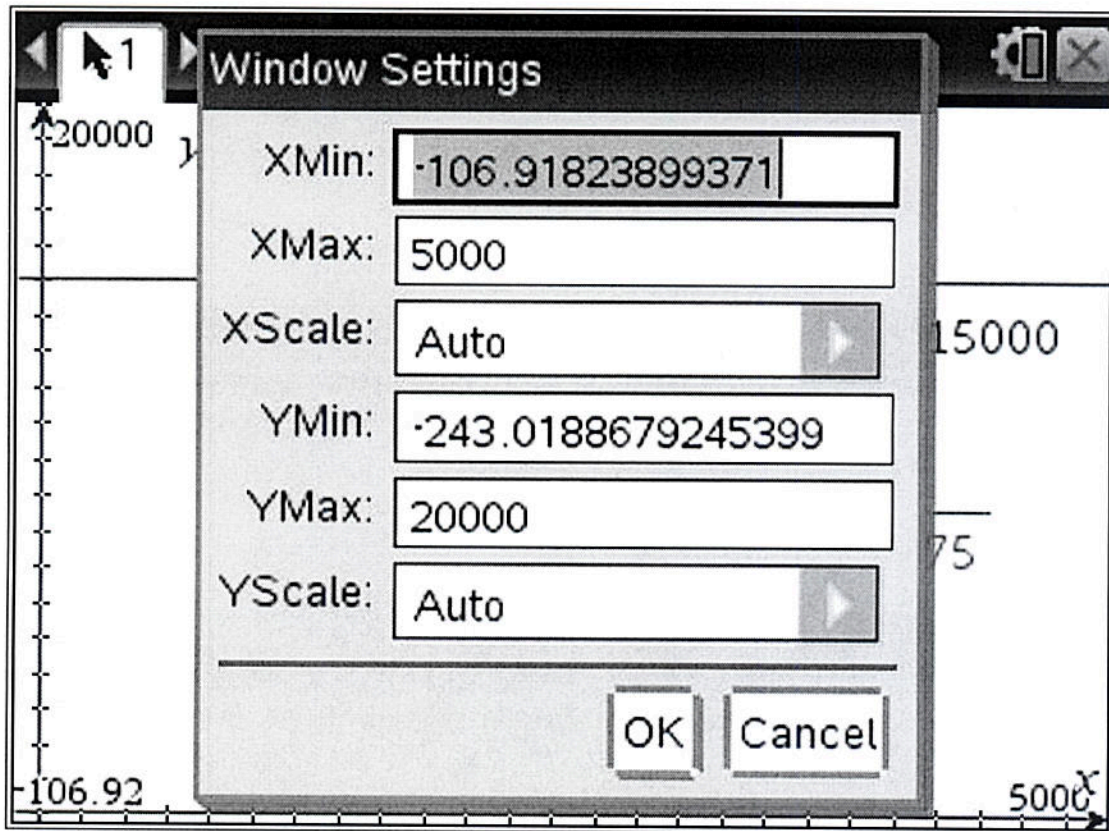 1
Window Settings
20000 y
XMin: -106.91823899371
XMax: 5000
XScale: Auto
15000
YMin: -243.0188679245399
YMax: 20000
75
YScale: Auto
OK Cancel
-106.92
5000 x